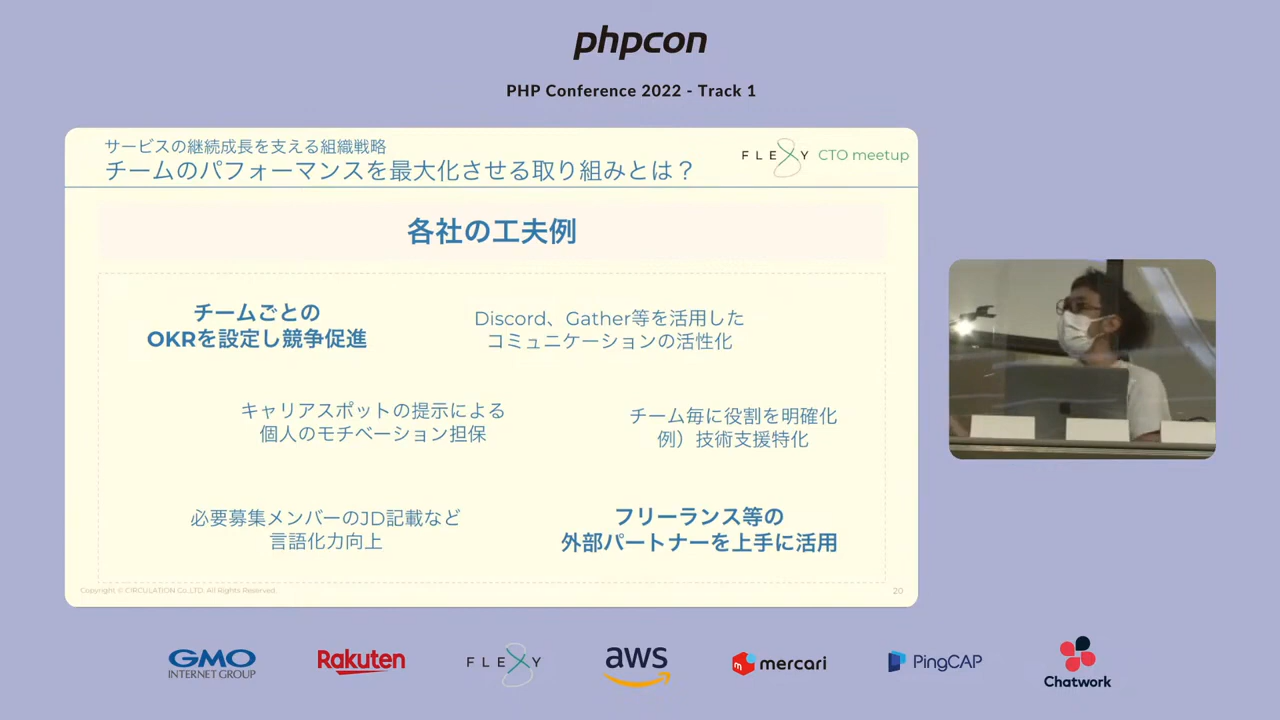 phpcon
PHP Conference 2022 - Track 1
サービスの継続成長を支える組織戦略
チームのパフォーマンスを最大化させる取り組みとは？
FLEXY CTO meetup
各社の工夫例
チームごとの
OKRを設定し競争促進
Discord、Gather等を活用した
コミュニケーションの活性化
キャリアスポットの提示による
個人のモチベーション担保
チーム毎に役割を明確化
例）技術支援特化
必要募集メンバーのJD記載など
言語化力向上
フリーランス等の
外部パートナーを上手に活用
Copyright © CIRCULATION Co.,LTD. All Rights Reserved.
20
GMO
INTERNET GROUP
Rakuten
FLEXY
aws
mercari
PingCAP
Chatwork